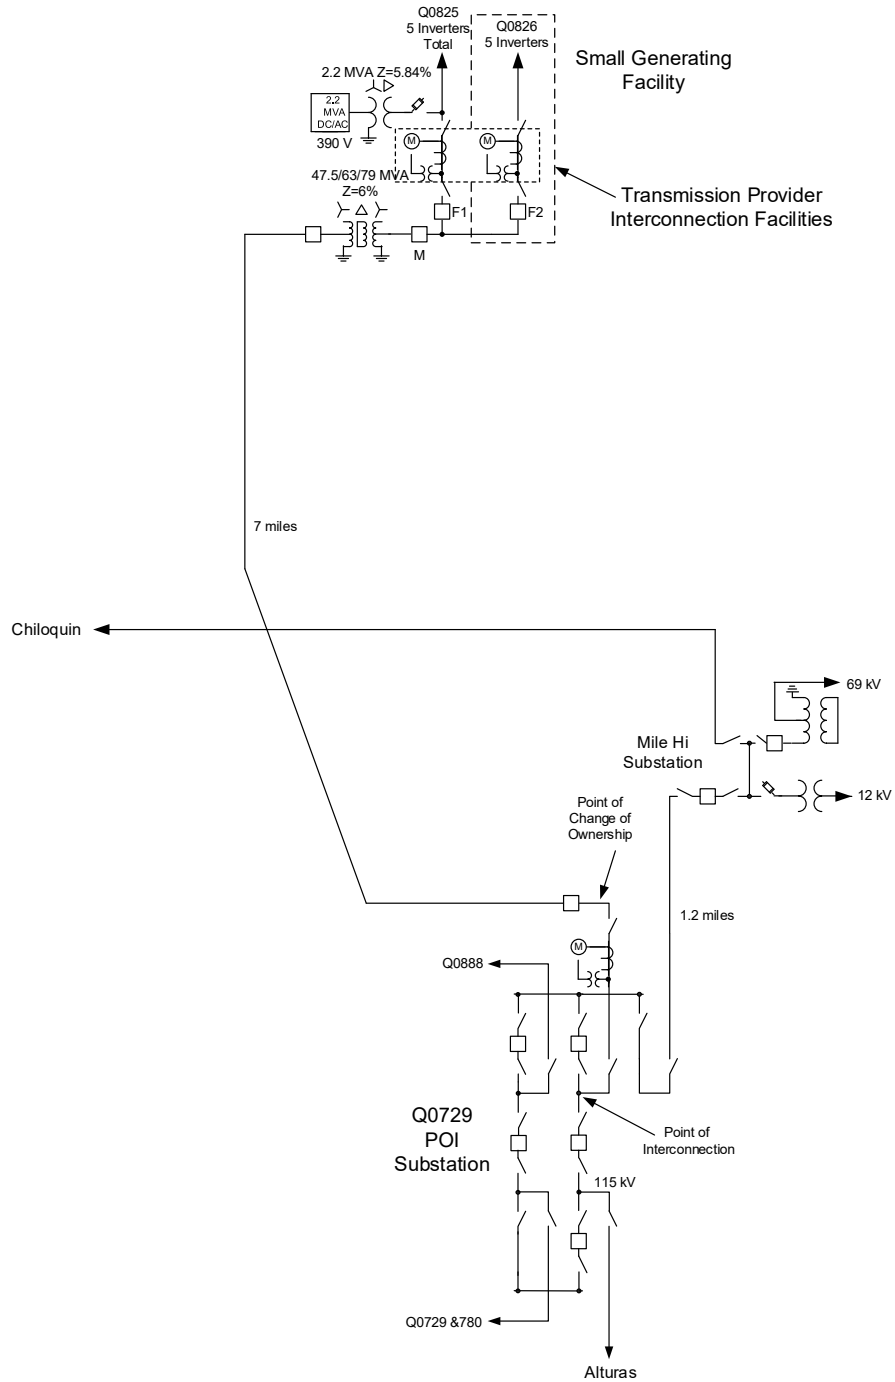 Q0825
5 Inverters
Total
Q0826
5 Inverters
Small Generating
Facility
2.2 MVA Z=5.84%
2.2
MVA
DC/AC
390 V
M
M
47.5/63/79 MVA
Z=6%
F1
F2
M
Transmission Provider
Interconnection Facilities
7 miles
Chiloquin
69 kV
Mile Hi
Substation
12 kV
Point of
Change of
Ownership
1.2 miles
M
Q0888
Q0729
POI
Substation
Point of
Interconnection
115 kV
Q0729 &780
Alturas